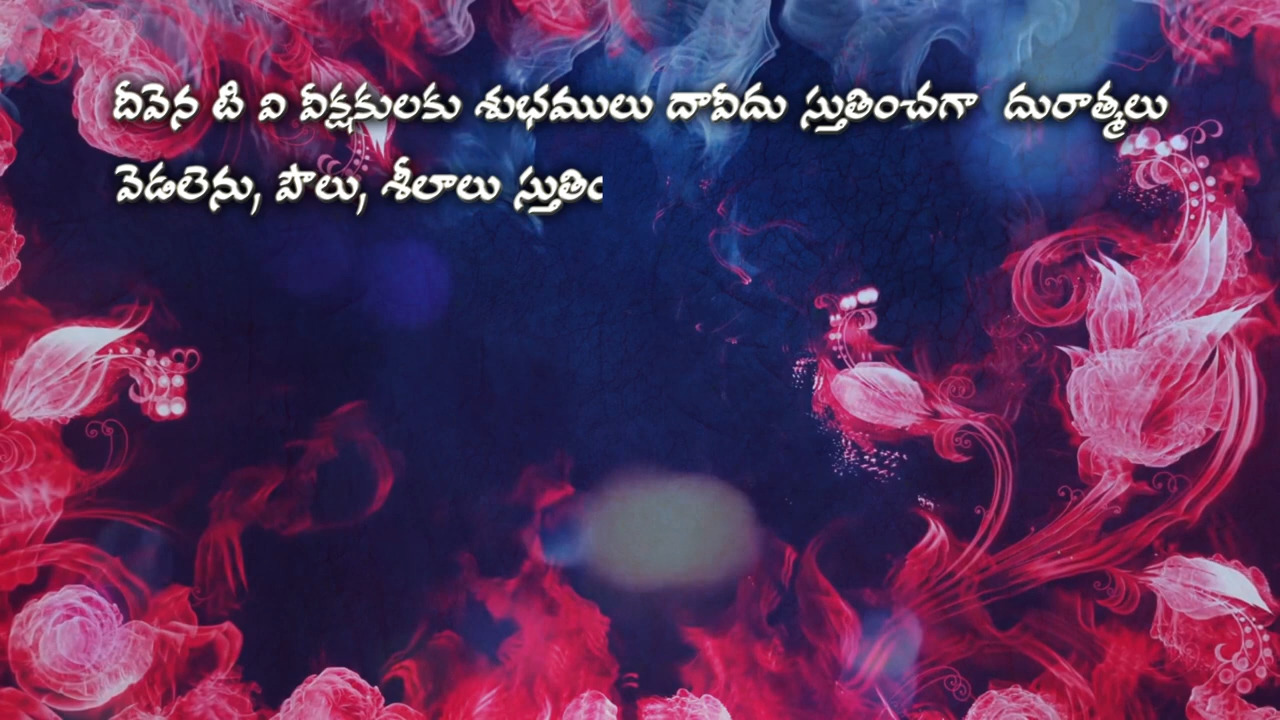 దీవెన టి వి వీక్షకులకు శుభములు దావీదు స్తుతించగా దురాత్మలు
వెడలెను, పౌలు, శీలాలు స్తుతిం